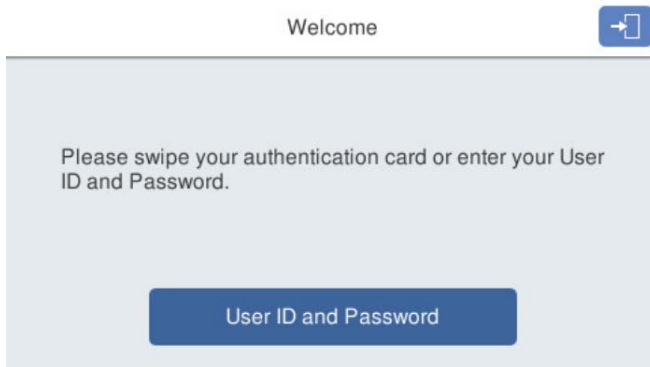 Welcome
Please swipe your authentication card or enter your User
ID and Password.
User ID and Password